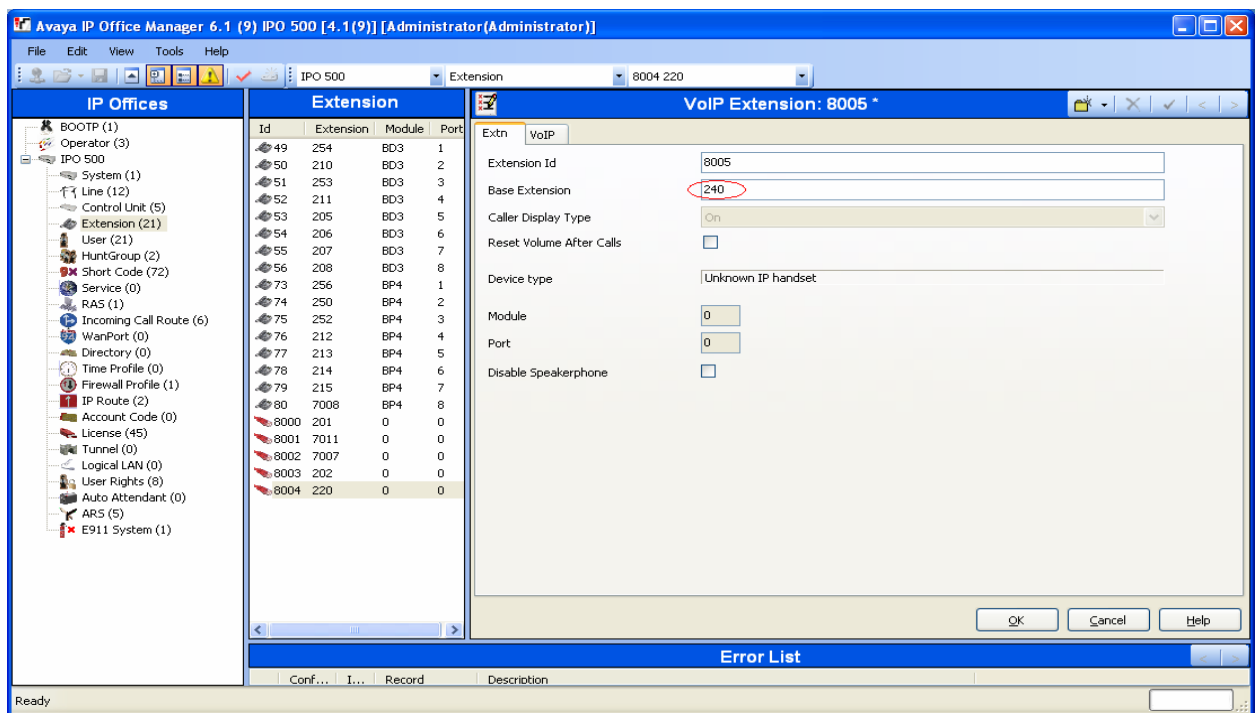 Avaya IP Office Manager 6.1 (9) IPO 500 [4.1(9)] [Administrator(Administrator)]
File Edit View Tools Help
IPO 500 Extension 8004 220
IP Offices
BOOTP (1)
Operator (3)
IPO 500
System (1)
Line (12)
Control Unit (5)
Extension (21)
User (21)
HuntGroup (2)
Short Code (72)
Service (0)
RAS (1)
Incoming Call Route (6)
WanPort (0)
Directory (0)
Time Profile (0)
Firewall Profile (1)
IP Route (2)
Account Code (0)
License (45)
Tunnel (0)
Logical LAN (0)
User Rights (8)
Auto Attendant (0)
ARS (5)
E911 System (1)
Extension
Id Extension Module Port
49 254 BD3 1
50 210 BD3 2
51 253 BD3 3
52 211 BD3 4
53 205 BD3 5
54 206 BD3 6
55 207 BD3 7
56 208 BD3 8
73 256 BP4 1
74 250 BP4 2
75 252 BP4 3
76 212 BP4 4
77 213 BP4 5
78 214 BP4 6
79 215 BP4 7
80 7008 BP4 8
8000 201 0 0
8001 7011 0 0
8002 7007 0 0
8003 202 0 0
8004 220 0 0
VoIP Extension: 8005 *
Extn VoIP
Extension Id 8005
Base Extension 240
Caller Display Type On
Reset Volume After Calls
Device type Unknown IP handset
Module 0
Port 0
Disable Speakerphone
OK Cancel Help
Error List
Conf... I... Record Description
Ready